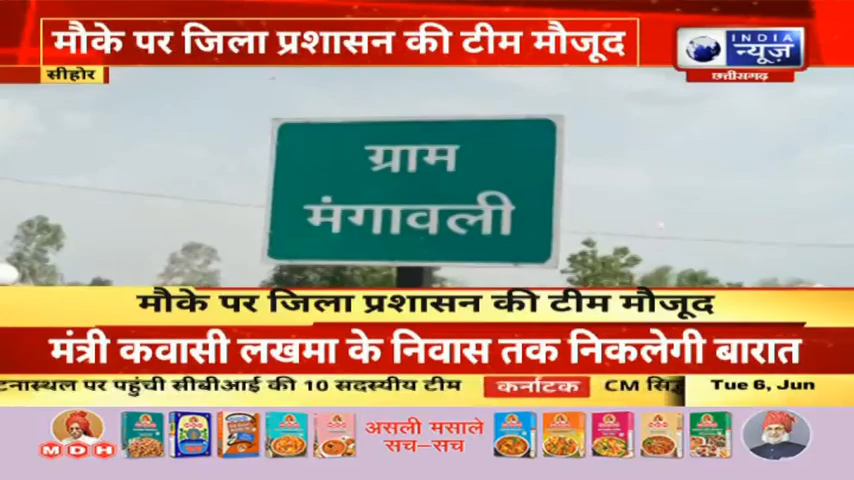 मौके पर जिला प्रशासन की टीम मौजूद
INDIA
न्यूज़
छत्तीसगढ़
सीहोर
ग्राम
मंगावली
मौके पर जिला प्रशासन की टीम मौजूद
मंत्री कवासी लखमा के निवास तक निकलेगी बारात
टनास्थल पर पहुंची सीबीआई की 10 सदस्यीय टीम
कर्नाटक
CM सिद्
Tue 6, Jun
MDH
असली मसाले
सच–सच